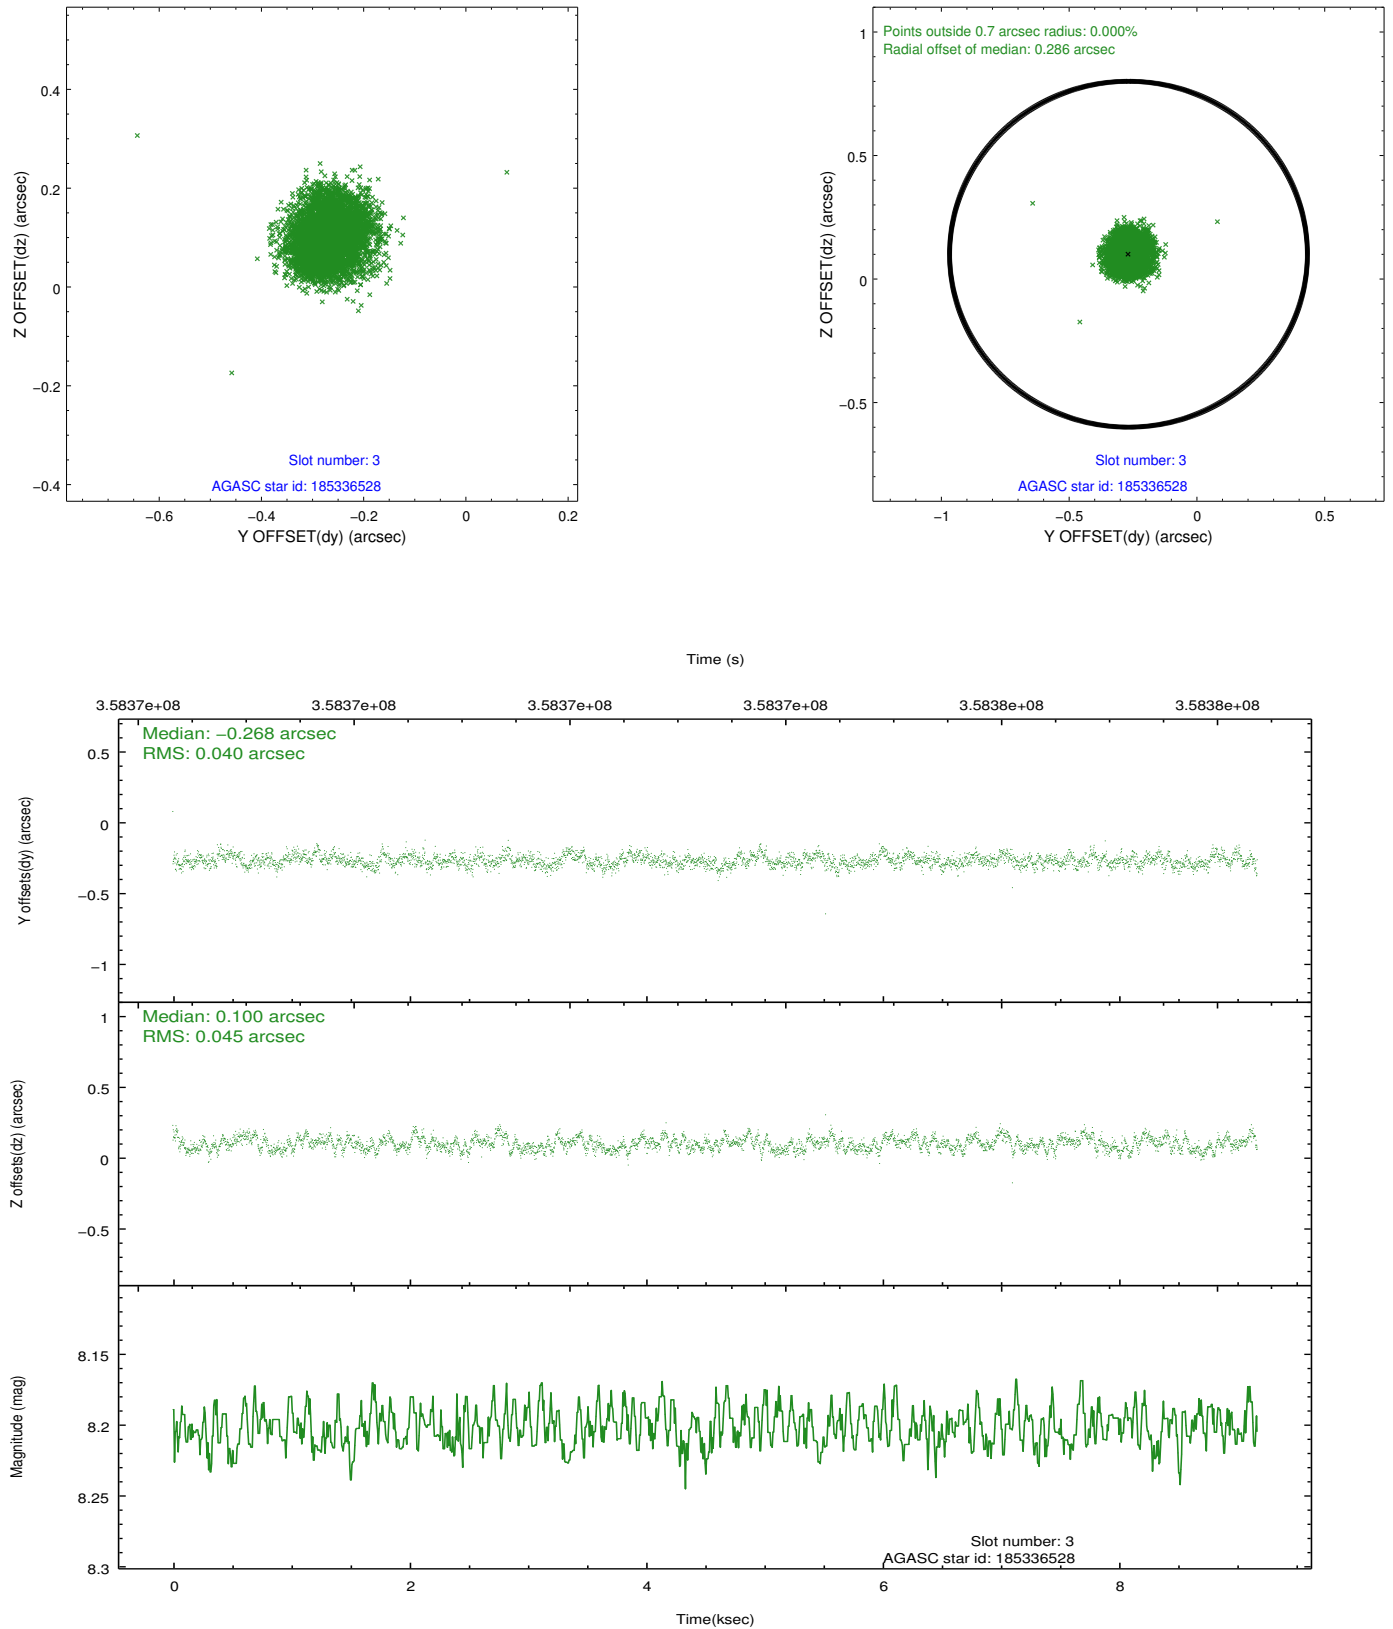 0.4
0.2
0
−0.2
−0.4
Z OFFSET(dz) (arcsec)
Slot number: 3
AGASC star id: 185336528
−0.6
−0.4
−0.2
0
0.2
Y OFFSET(dy) (arcsec)
Points outside 0.7 arcsec radius: 0.000%
Radial offset of median: 0.286 arcsec
1
0.5
0
−0.5
Z OFFSET(dz) (arcsec)
Slot number: 3
AGASC star id: 185336528
−1
−0.5
0
0.5
Y OFFSET(dy) (arcsec)
Time (s)
3.5837e+08
3.5837e+08
3.5837e+08
3.5837e+08
3.5838e+08
3.5838e+08
Median: −0.268 arcsec
RMS: 0.040 arcsec
0.5
0
−0.5
−1
Y offsets(dy) (arcsec)
Median: 0.100 arcsec
RMS: 0.045 arcsec
1
0.5
0
−0.5
Z offsets(dz) (arcsec)
8.15
8.2
8.25
8.3
Magnitude (mag)
Slot number: 3
AGASC star id: 185336528
0
2
4
6
8
Time(ksec)